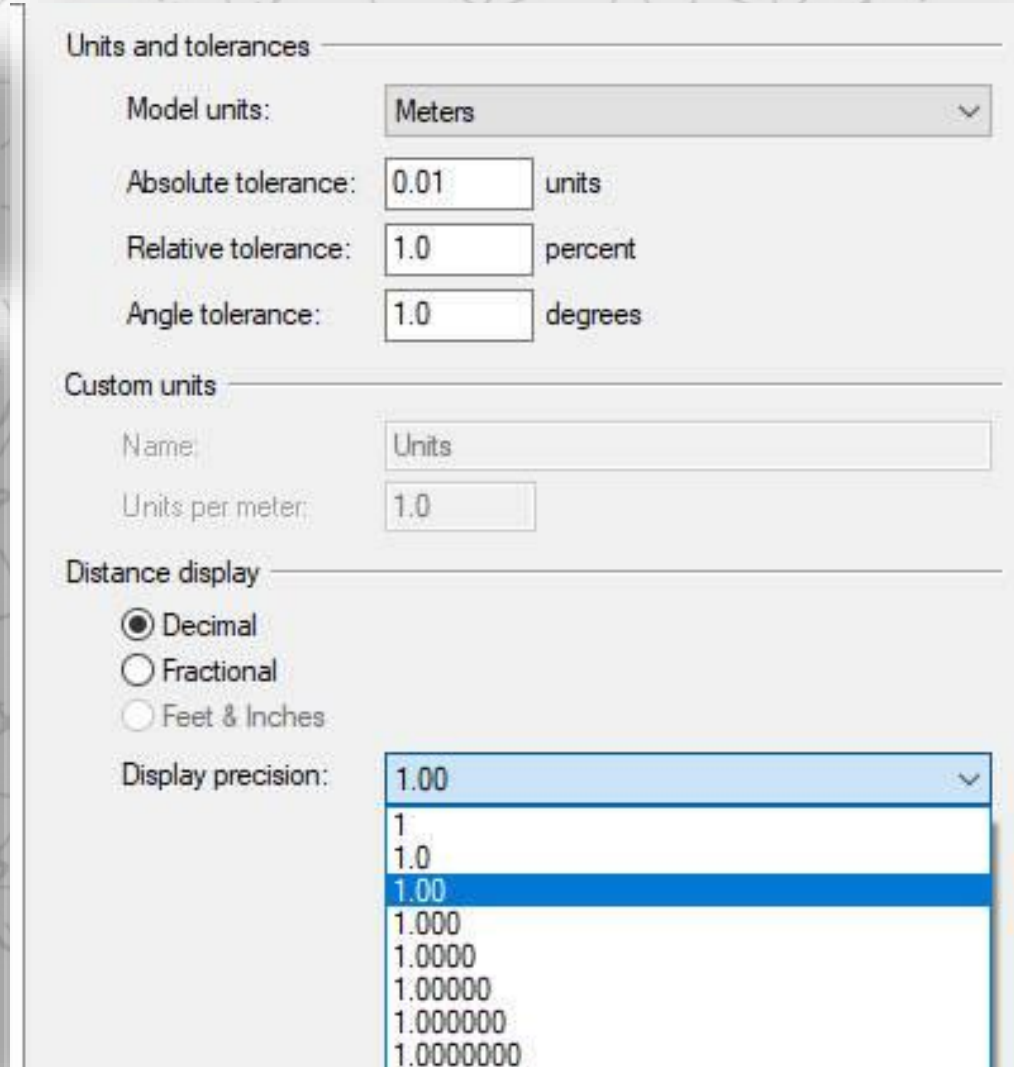 Units and tolerances
Model units: Meters
Absolute tolerance: 0.01 units
Relative tolerance: 1.0 percent
Angle tolerance: 1.0 degrees
Custom units
Name: Units
Units per meter: 1.0
Distance display
Decimal
Fractional
Feet & Inches
Display precision: 1.00
1
1.0
1.00
1.000
1.0000
1.00000
1.000000
1.0000000